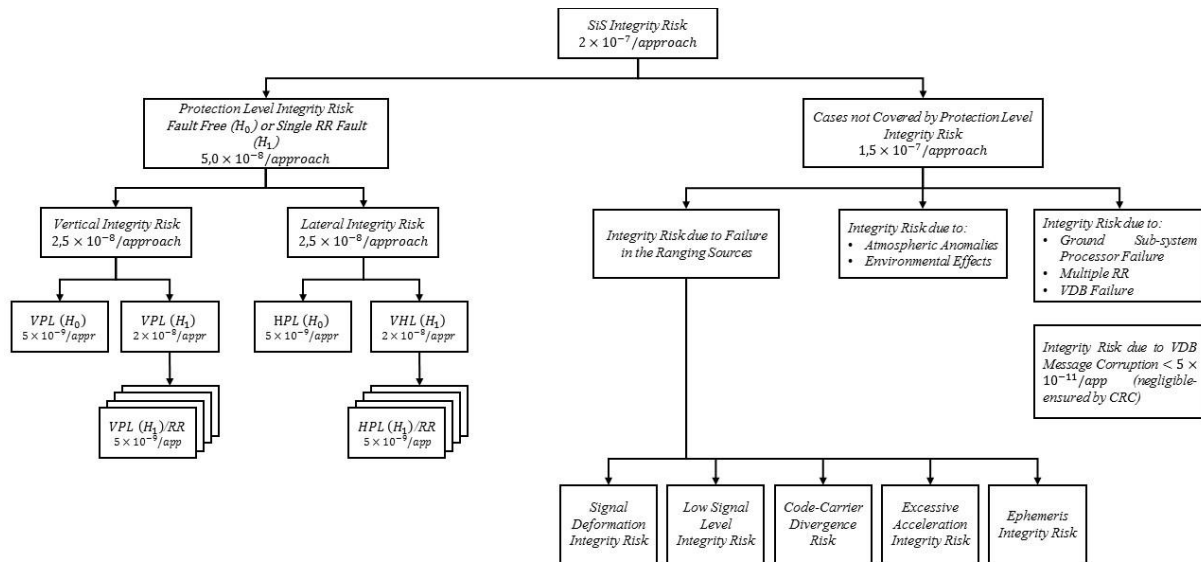 SiS Integrity Risk
2 × 10⁻⁷/approach
Protection Level Integrity Risk
Fault Free (H₀) or Single RR Fault
(H₁)
5,0 × 10⁻⁸/approach
Cases not Covered by Protection Level
Integrity Risk
1,5 × 10⁻⁷/approach
Vertical Integrity Risk
2,5 × 10⁻⁸/approach
Lateral Integrity Risk
2,5 × 10⁻⁸/approach
Integrity Risk due to Failure
in the Ranging Sources
Integrity Risk due to:
• Atmospheric Anomalies
• Environmental Effects
Integrity Risk due to:
• Ground Sub-system
Processor Failure
• Multiple RR
• VDB Failure
VPL (H₀)
5 × 10⁻⁹/appr
VPL (H₁)
2 × 10⁻⁸/appr
HPL (H₀)
5 × 10⁻⁹/appr
VHL (H₁)
2 × 10⁻⁸/appr
Integrity Risk due to VDB
Message Corruption < 5 ×
10⁻¹¹/app (negligible-
ensured by CRC)
VPL (H₁)/RR
5 × 10⁻⁹/app
HPL (H₁)/RR
5 × 10⁻⁹/app
Signal
Deformation
Integrity Risk
Low Signal
Level
Integrity Risk
Code-Carrier
Divergence
Risk
Excessive
Acceleration
Integrity Risk
Ephemeris
Integrity Risk